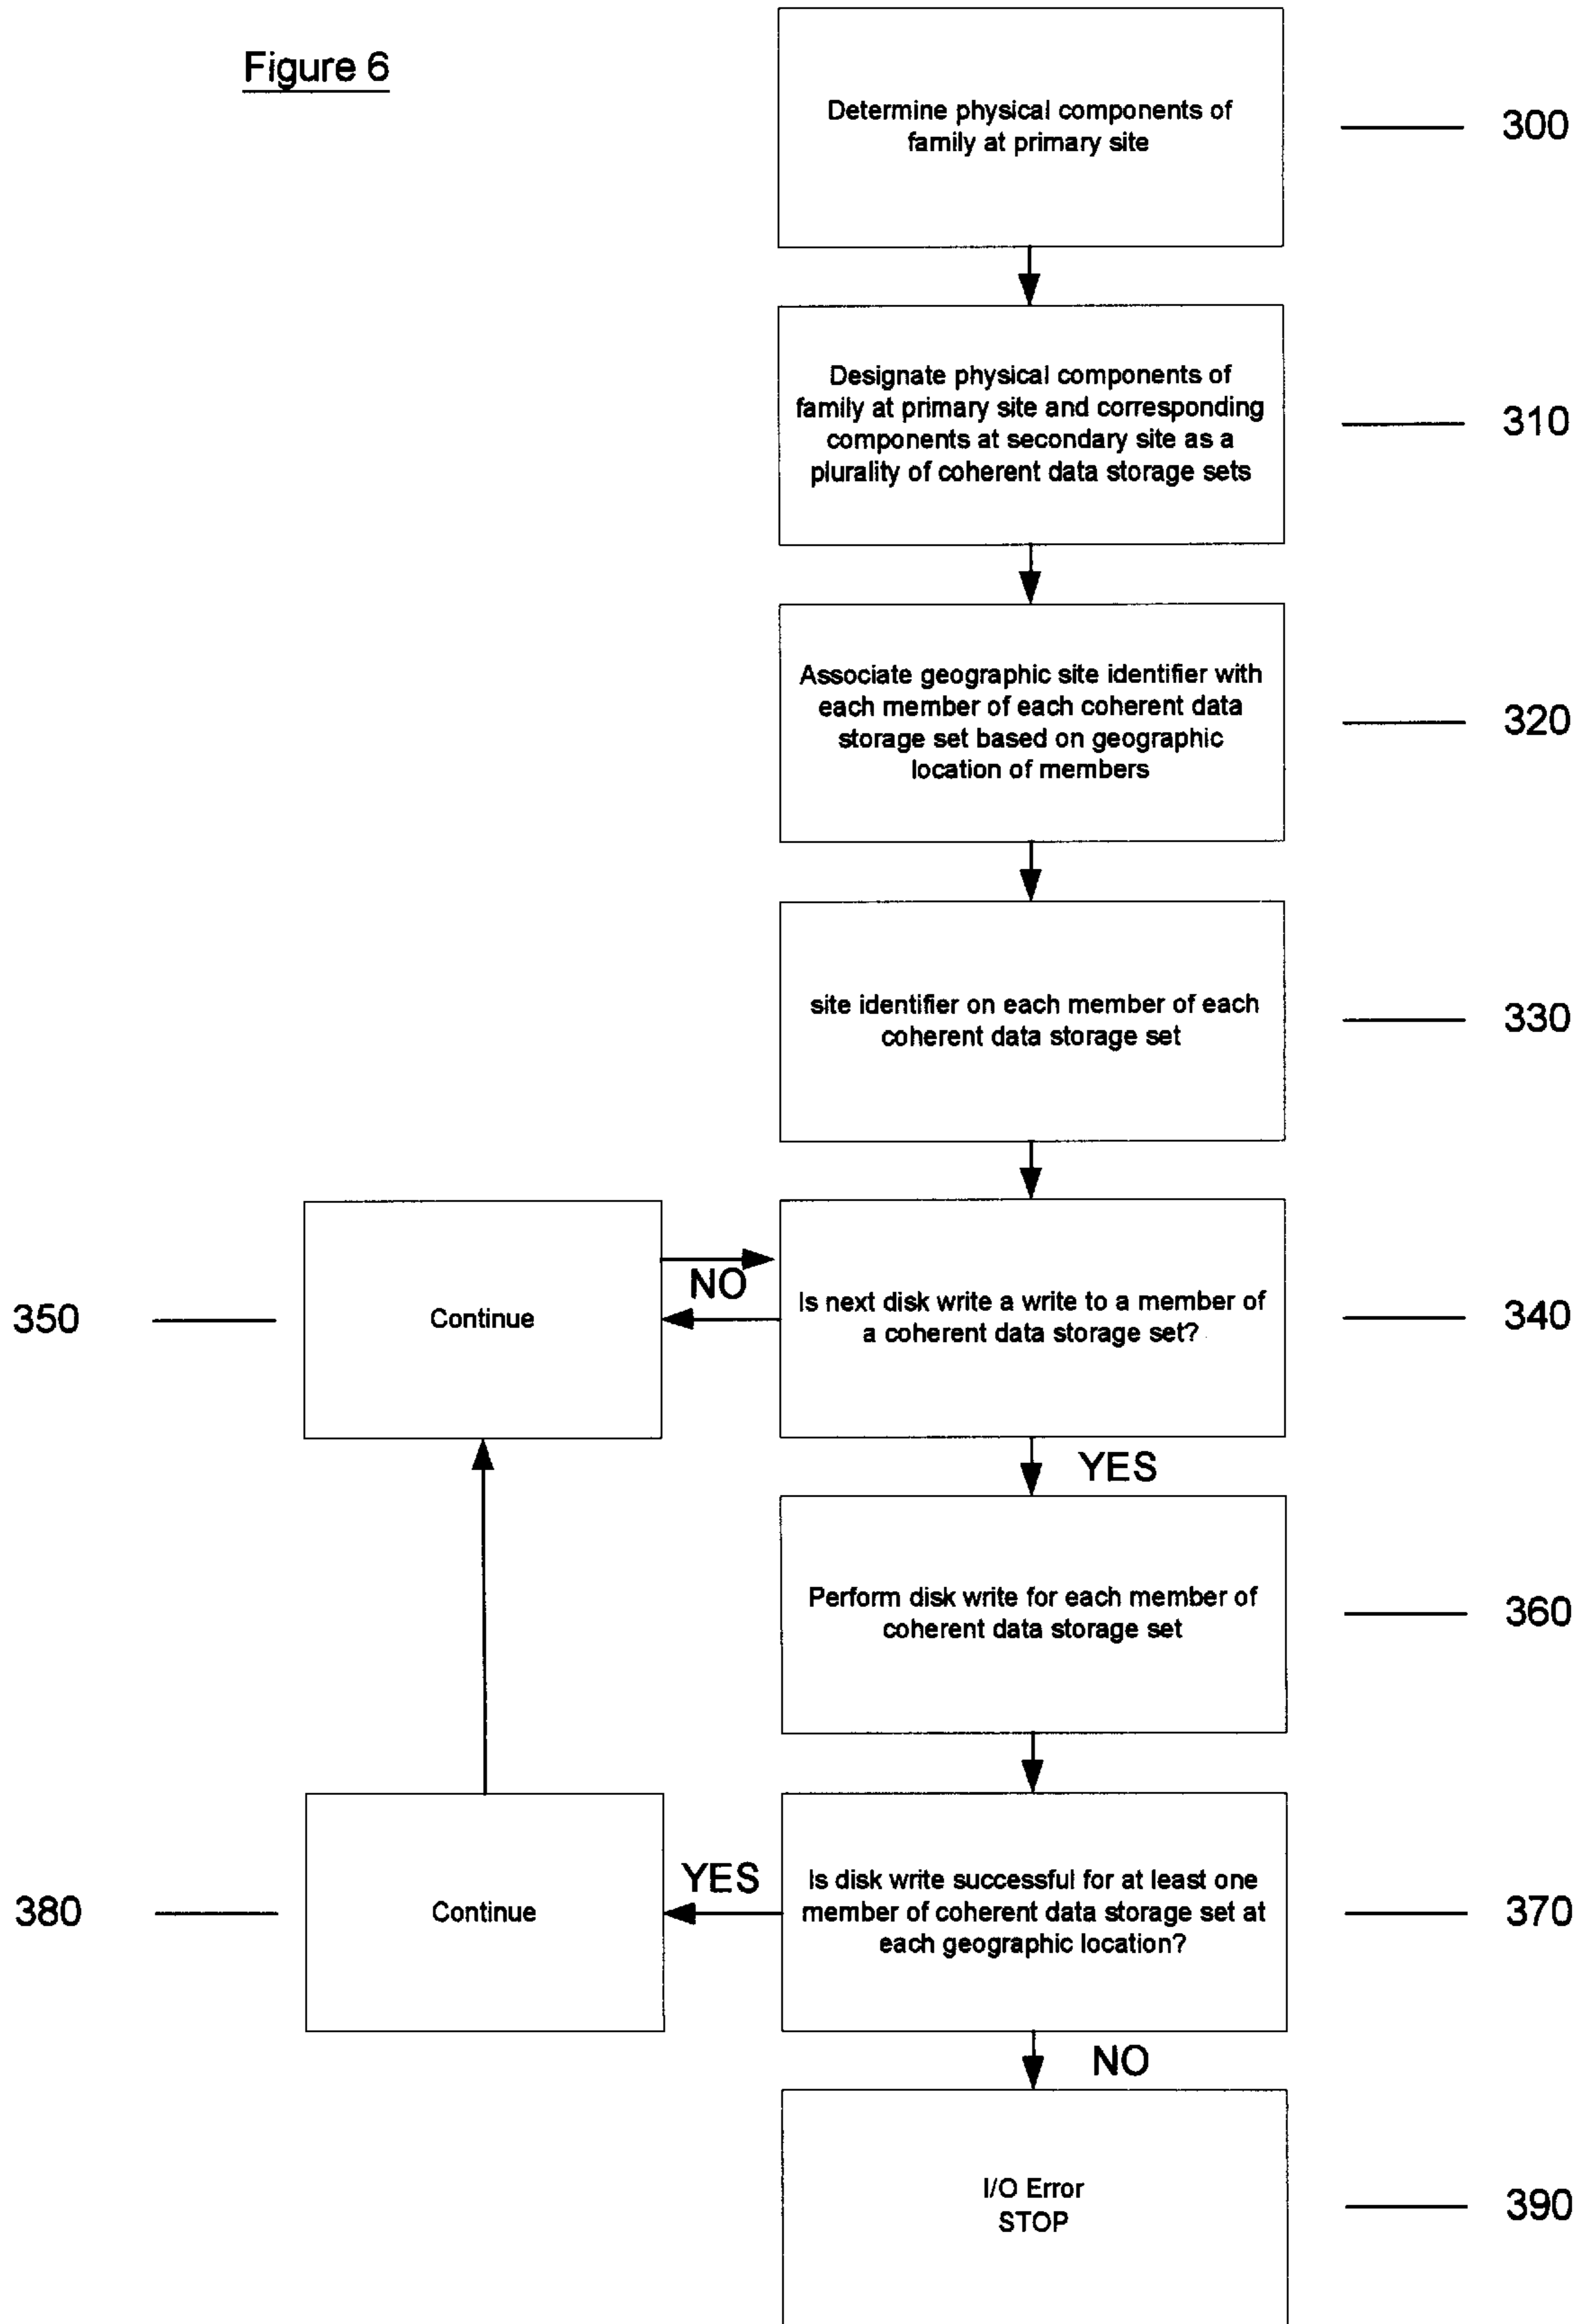 Figure 6
Determine physical components of
family at primary site
300
Designate physical components of
family at primary site and corresponding
components at secondary site as a
plurality of coherent data storage sets
310
Associate geographic site identifier with
each member of each coherent data
storage set based on geographic
location of members
320
site identifier on each member of each
coherent data storage set
330
350
Continue
NO
Is next disk write a write to a member of
a coherent data storage set?
340
YES
Perform disk write for each member of
coherent data storage set
360
380
Continue
YES
Is disk write successful for at least one
member of coherent data storage set at
each geographic location?
370
NO
I/O Error
STOP
390